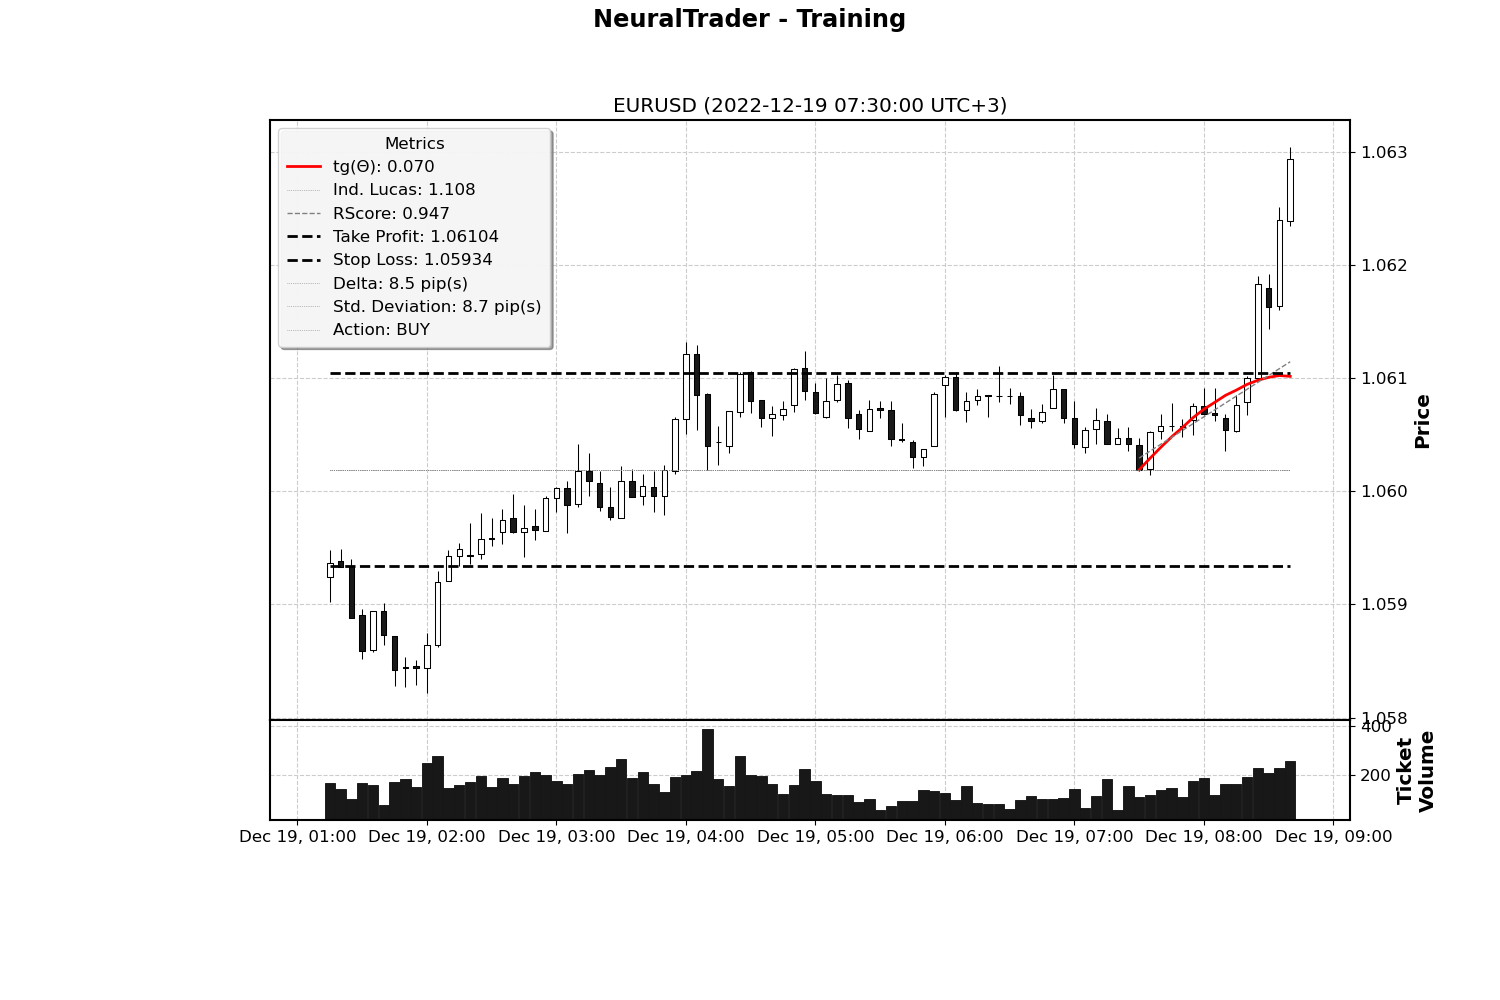 NeuralTrader - Training
EURUSD (2022-12-19 07:30:00 UTC+3)
Metrics
tg(Θ): 0.070
Ind. Lucas: 1.108
RScore: 0.947
Take Profit: 1.06104
Stop Loss: 1.05934
Delta: 8.5 pip(s)
Std. Deviation: 8.7 pip(s)
Action: BUY
1.063
1.062
1.061
1.060
1.059
1.058
Price
400
200
Ticket
Volume
Dec 19, 01:00
Dec 19, 02:00
Dec 19, 03:00
Dec 19, 04:00
Dec 19, 05:00
Dec 19, 06:00
Dec 19, 07:00
Dec 19, 08:00
Dec 19, 09:00